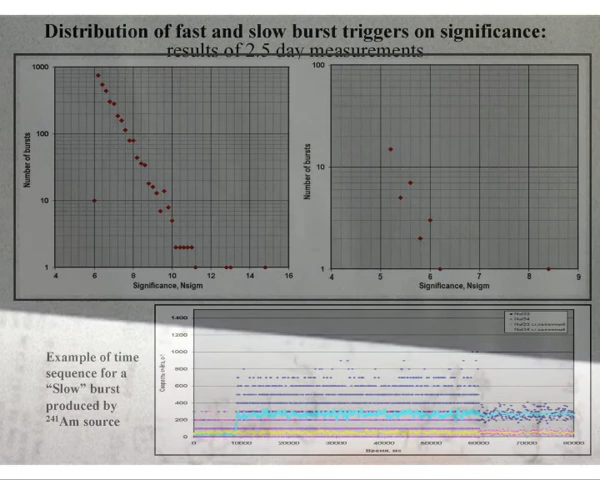 Distribution of fast and slow burst triggers on significance:
results of 2.5 day measurements
Number of bursts
1000
100
10
1
4 6 8 10 12 14 16
Significance, Nsigm
Number of bursts
100
10
1
4 5 6 7 8 9
Significance, Nsigm
Example of time
sequence for a
“Slow” burst
produced by
²⁴¹Am source
1400
1200
1000
800
600
400
200
0
0 10000 20000 30000 40000 50000 60000 70000 80000
Время, мс